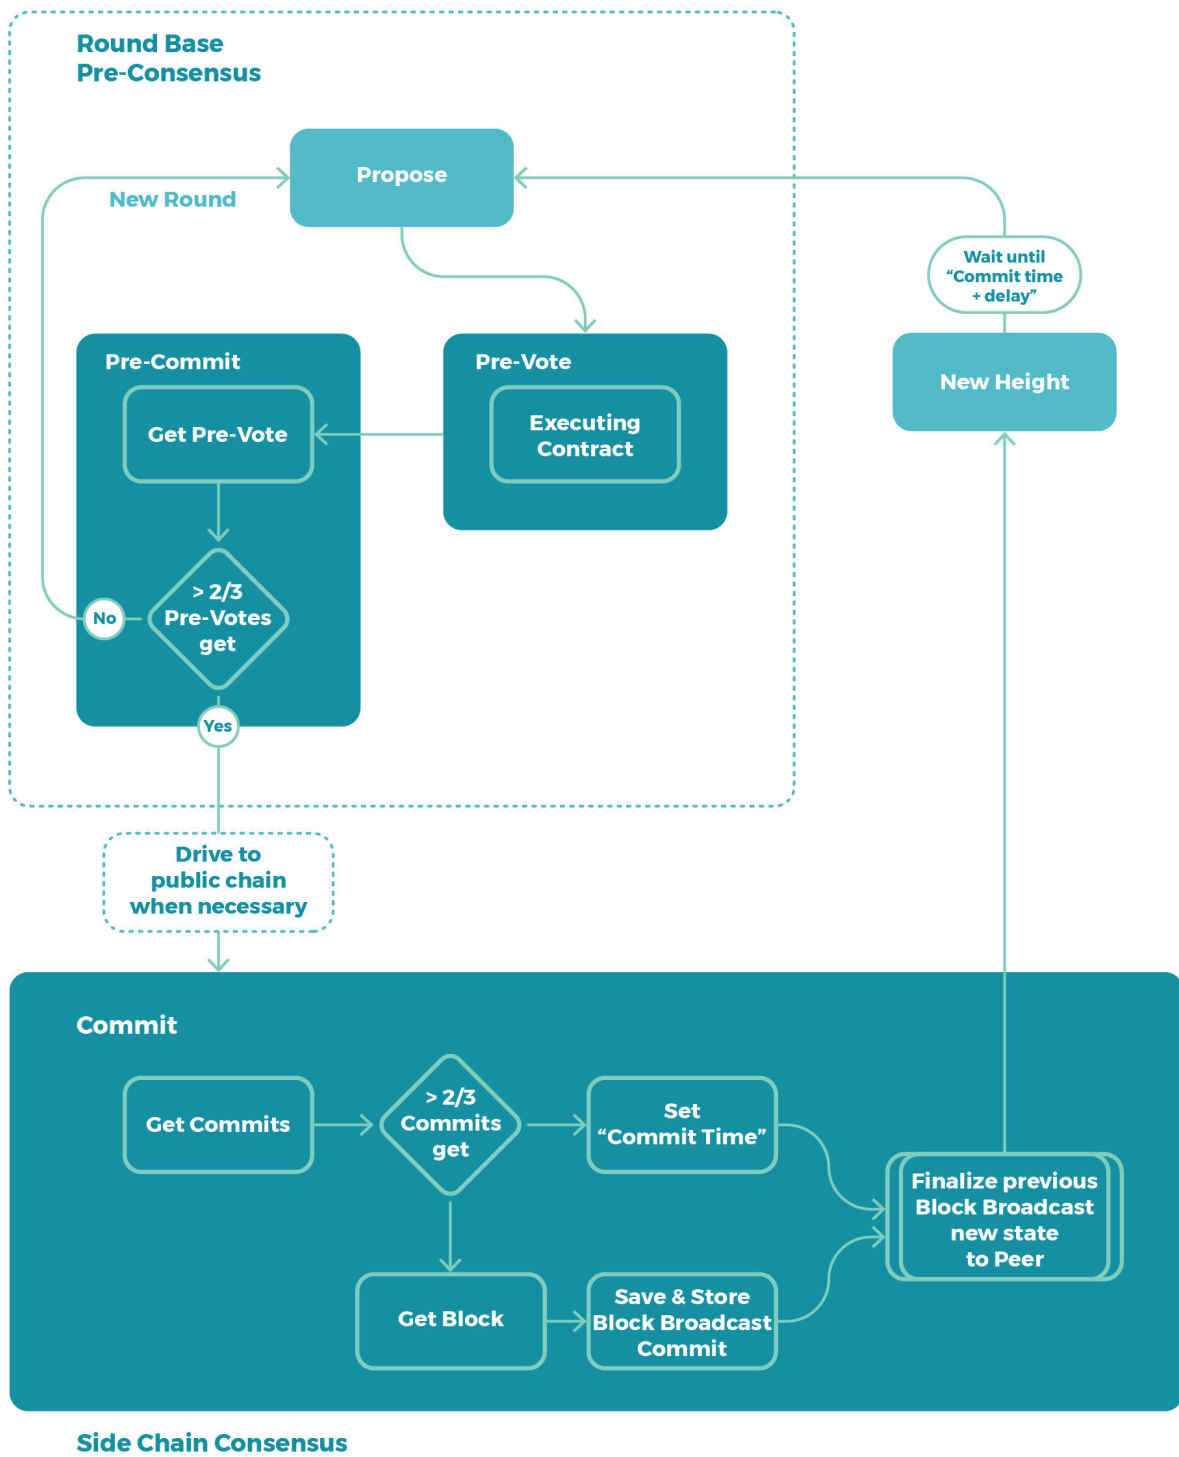 Round Base
Pre-Consensus
Propose
New Round
Wait until
“Commit time
+ delay”
Pre-Commit
Pre-Vote
New Height
Get Pre-Vote
Executing
Contract
> 2/3
Pre-Votes
get
No
Yes
Drive to
public chain
when necessary
Commit
Get Commits
> 2/3
Commits
get
Set
“Commit Time”
Finalize previous
Block Broadcast
new state
to Peer
Get Block
Save & Store
Block Broadcast
Commit
Side Chain Consensus